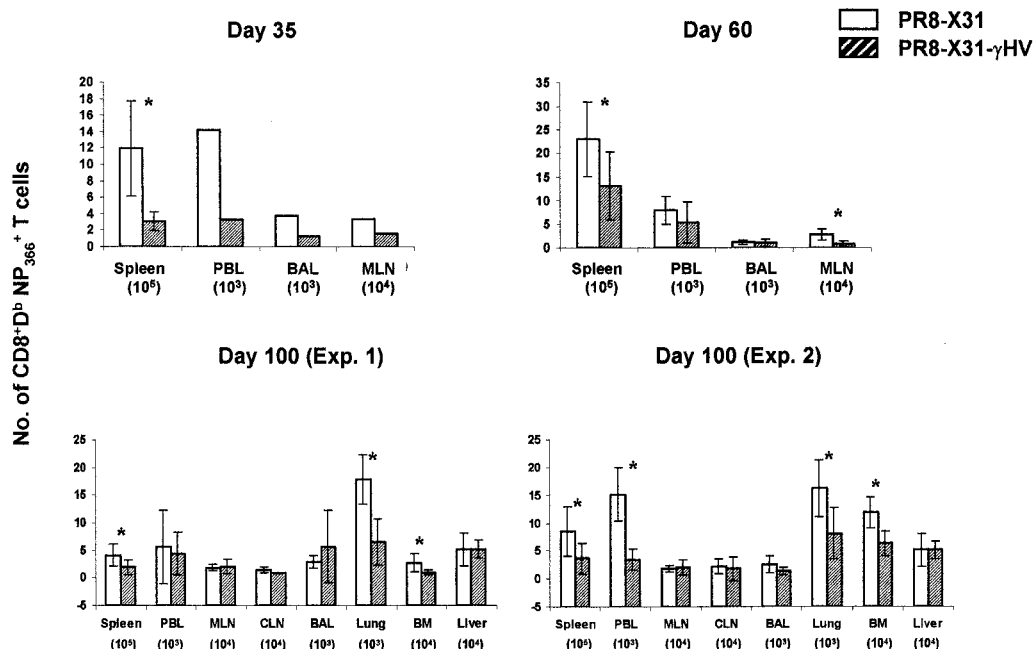 PR8-X31
PR8-X31-γHV
Day 35
Day 60
No. of CD8⁺Dᵇ NP₃₆₆⁺ T cells
20
18
16
14
12
10
8
6
4
2
0
*
Spleen PBL BAL MLN
(10⁵) (10³) (10³) (10⁴)
35
30
25
20
15
10
5
0
* *
Spleen PBL BAL MLN
(10⁵) (10³) (10³) (10⁴)
Day 100 (Exp. 1)
Day 100 (Exp. 2)
25
20
15
10
5
0
-5
* * *
Spleen PBL MLN CLN BAL Lung BM Liver
(10⁵) (10³) (10⁴) (10⁴) (10³) (10³) (10⁴) (10⁴)
25
20
15
10
5
0
-5
* * * *
Spleen PBL MLN CLN BAL Lung BM Liver
(10⁵) (10³) (10⁴) (10⁴) (10³) (10³) (10⁴) (10⁴)